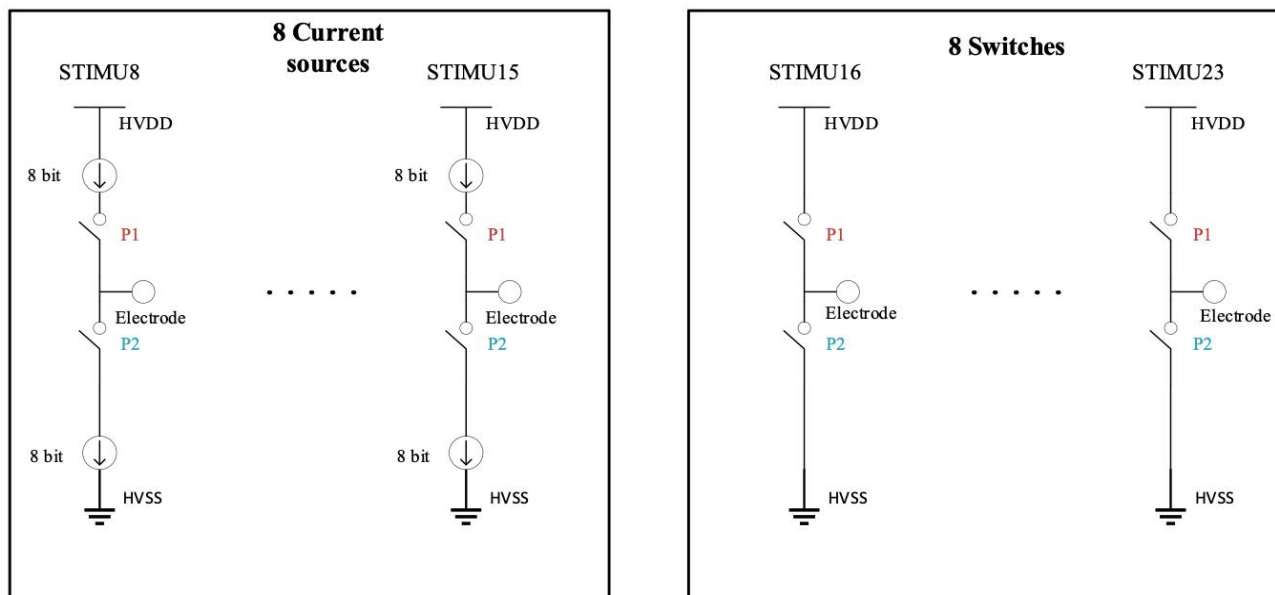 8 Current
sources
STIMU8
STIMU15
HVDD
HVDD
8 bit
8 bit
P1
P1
Electrode
Electrode
P2
P2
8 bit
8 bit
HVSS
HVSS
8 Switches
STIMU16
STIMU23
HVDD
HVDD
P1
P1
Electrode
Electrode
P2
P2
HVSS
HVSS